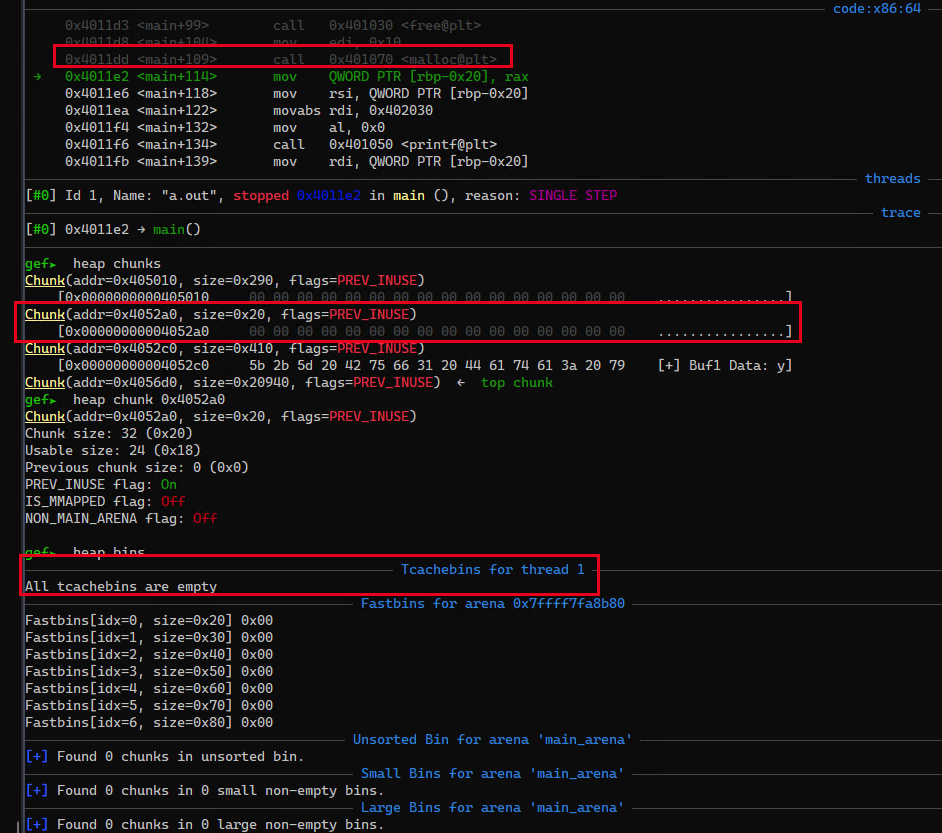 code:x86:64
0x4011d3 <main+99> call 0x401030 <free@plt>
0x4011d8 <main+104> mov edi, 0x10
0x4011dd <main+109> call 0x401070 <malloc@plt>
→ 0x4011e2 <main+114> mov QWORD PTR [rbp-0x20], rax
0x4011e6 <main+118> mov rsi, QWORD PTR [rbp-0x20]
0x4011ea <main+122> movabs rdi, 0x402030
0x4011f4 <main+132> mov al, 0x0
0x4011f6 <main+134> call 0x401050 <printf@plt>
0x4011fb <main+139> mov rdi, QWORD PTR [rbp-0x20]
threads
[#0] Id 1, Name: "a.out", stopped 0x4011e2 in main (), reason: SINGLE STEP
trace
[#0] 0x4011e2 → main()
gef➤ heap chunks
Chunk(addr=0x405010, size=0x290, flags=PREV_INUSE)
[0x0000000000405010 00 00 00 00 00 00 00 00 00 00 00 00 00 00 00 00 ................]
Chunk(addr=0x4052a0, size=0x20, flags=PREV_INUSE)
[0x00000000004052a0 00 00 00 00 00 00 00 00 00 00 00 00 00 00 00 00 ................]
Chunk(addr=0x4052c0, size=0x410, flags=PREV_INUSE)
[0x00000000004052c0 5b 2b 5d 20 42 75 66 31 20 44 61 74 61 3a 20 79 [+] Buf1 Data: y]
Chunk(addr=0x4056d0, size=0x20940, flags=PREV_INUSE) ← top chunk
gef➤ heap chunk 0x4052a0
Chunk(addr=0x4052a0, size=0x20, flags=PREV_INUSE)
Chunk size: 32 (0x20)
Usable size: 24 (0x18)
Previous chunk size: 0 (0x0)
PREV_INUSE flag: On
IS_MMAPPED flag: Off
NON_MAIN_ARENA flag: Off
gef➤ heap bins
Tcachebins for thread 1
All tcachebins are empty
Fastbins for arena 0x7ffff7fa8b80
Fastbins[idx=0, size=0x20] 0x00
Fastbins[idx=1, size=0x30] 0x00
Fastbins[idx=2, size=0x40] 0x00
Fastbins[idx=3, size=0x50] 0x00
Fastbins[idx=4, size=0x60] 0x00
Fastbins[idx=5, size=0x70] 0x00
Fastbins[idx=6, size=0x80] 0x00
Unsorted Bin for arena 'main_arena'
[+] Found 0 chunks in unsorted bin.
Small Bins for arena 'main_arena'
[+] Found 0 chunks in 0 small non-empty bins.
Large Bins for arena 'main_arena'
[+] Found 0 chunks in 0 large non-empty bins.